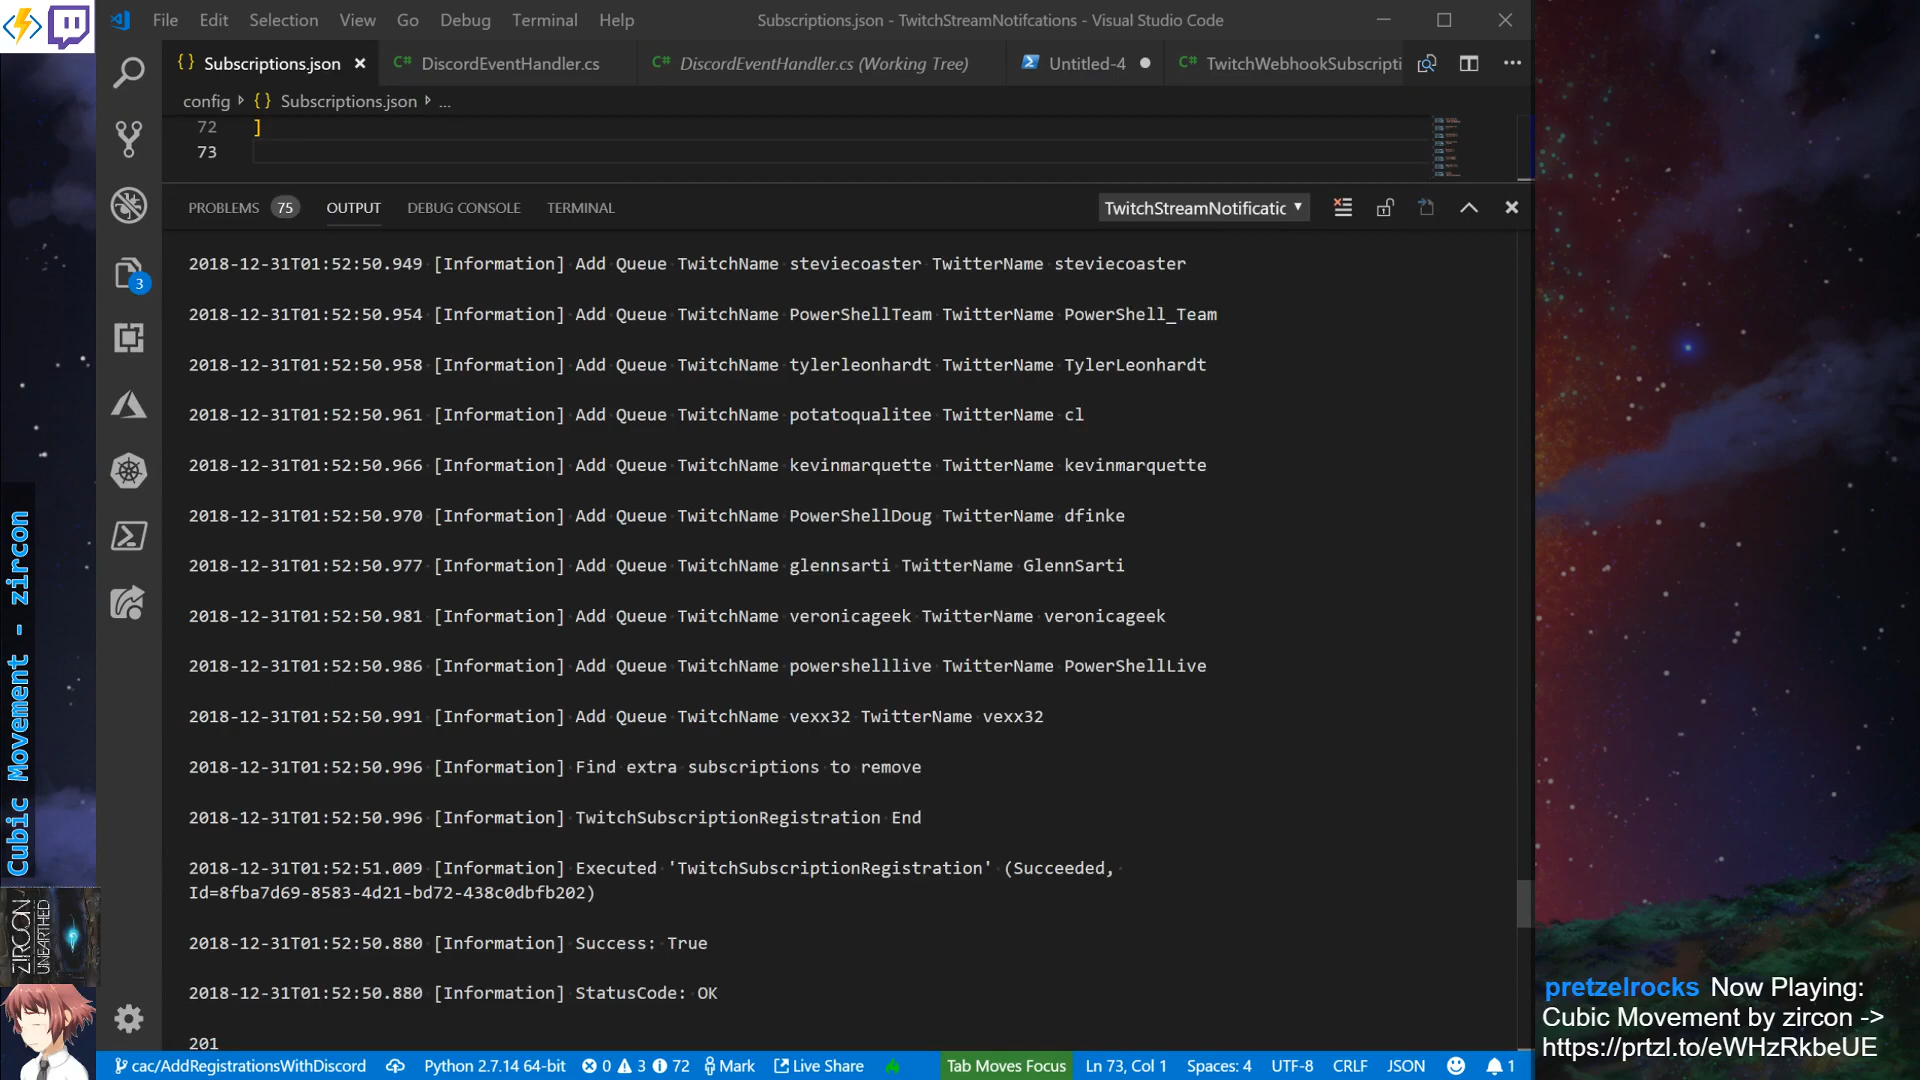 File Edit Selection View Go Debug Terminal Help
Subscriptions.json - TwitchStreamNotifcations - Visual Studio Code
{ } Subscriptions.json
C# DiscordEventHandler.cs
C# DiscordEventHandler.cs (Working Tree)
Untitled-4
C# TwitchWebhookSubscripti
config { } Subscriptions.json ...
72 ]
73
PROBLEMS 75 OUTPUT DEBUG CONSOLE TERMINAL
TwitchStreamNotificatic
2018-12-31T01:52:50.949 [Information] Add Queue TwitchName steviecoaster TwitterName steviecoaster
2018-12-31T01:52:50.954 [Information] Add Queue TwitchName PowerShellTeam TwitterName PowerShell_Team
2018-12-31T01:52:50.958 [Information] Add Queue TwitchName tylerleonhardt TwitterName TylerLeonhardt
2018-12-31T01:52:50.961 [Information] Add Queue TwitchName potatoqualitee TwitterName cl
2018-12-31T01:52:50.966 [Information] Add Queue TwitchName kevinmarquette TwitterName kevinmarquette
2018-12-31T01:52:50.970 [Information] Add Queue TwitchName PowerShellDoug TwitterName dfinke
2018-12-31T01:52:50.977 [Information] Add Queue TwitchName glennsarti TwitterName GlennSarti
2018-12-31T01:52:50.981 [Information] Add Queue TwitchName veronicageek TwitterName veronicageek
2018-12-31T01:52:50.986 [Information] Add Queue TwitchName powershelllive TwitterName PowerShellLive
2018-12-31T01:52:50.991 [Information] Add Queue TwitchName vexx32 TwitterName vexx32
2018-12-31T01:52:50.996 [Information] Find extra subscriptions to remove
2018-12-31T01:52:50.996 [Information] TwitchSubscriptionRegistration End
2018-12-31T01:52:51.009 [Information] Executed 'TwitchSubscriptionRegistration' (Succeeded,
Id=8fba7d69-8583-4d21-bd72-438c0dbfb202)
2018-12-31T01:52:50.880 [Information] Success: True
2018-12-31T01:52:50.880 [Information] StatusCode: OK
201
3
cac/AddRegistrationsWithDiscord Python 2.7.14 64-bit 0 3 72 Mark Live Share Tab Moves Focus Ln 73, Col 1 Spaces: 4 UTF-8 CRLF JSON 1
Cubic Movement - zircon
ZIRCON
UNEARTHED
pretzelrocks Now Playing:
Cubic Movement by zircon ->
https://prtzl.to/eWHzRkbeUE